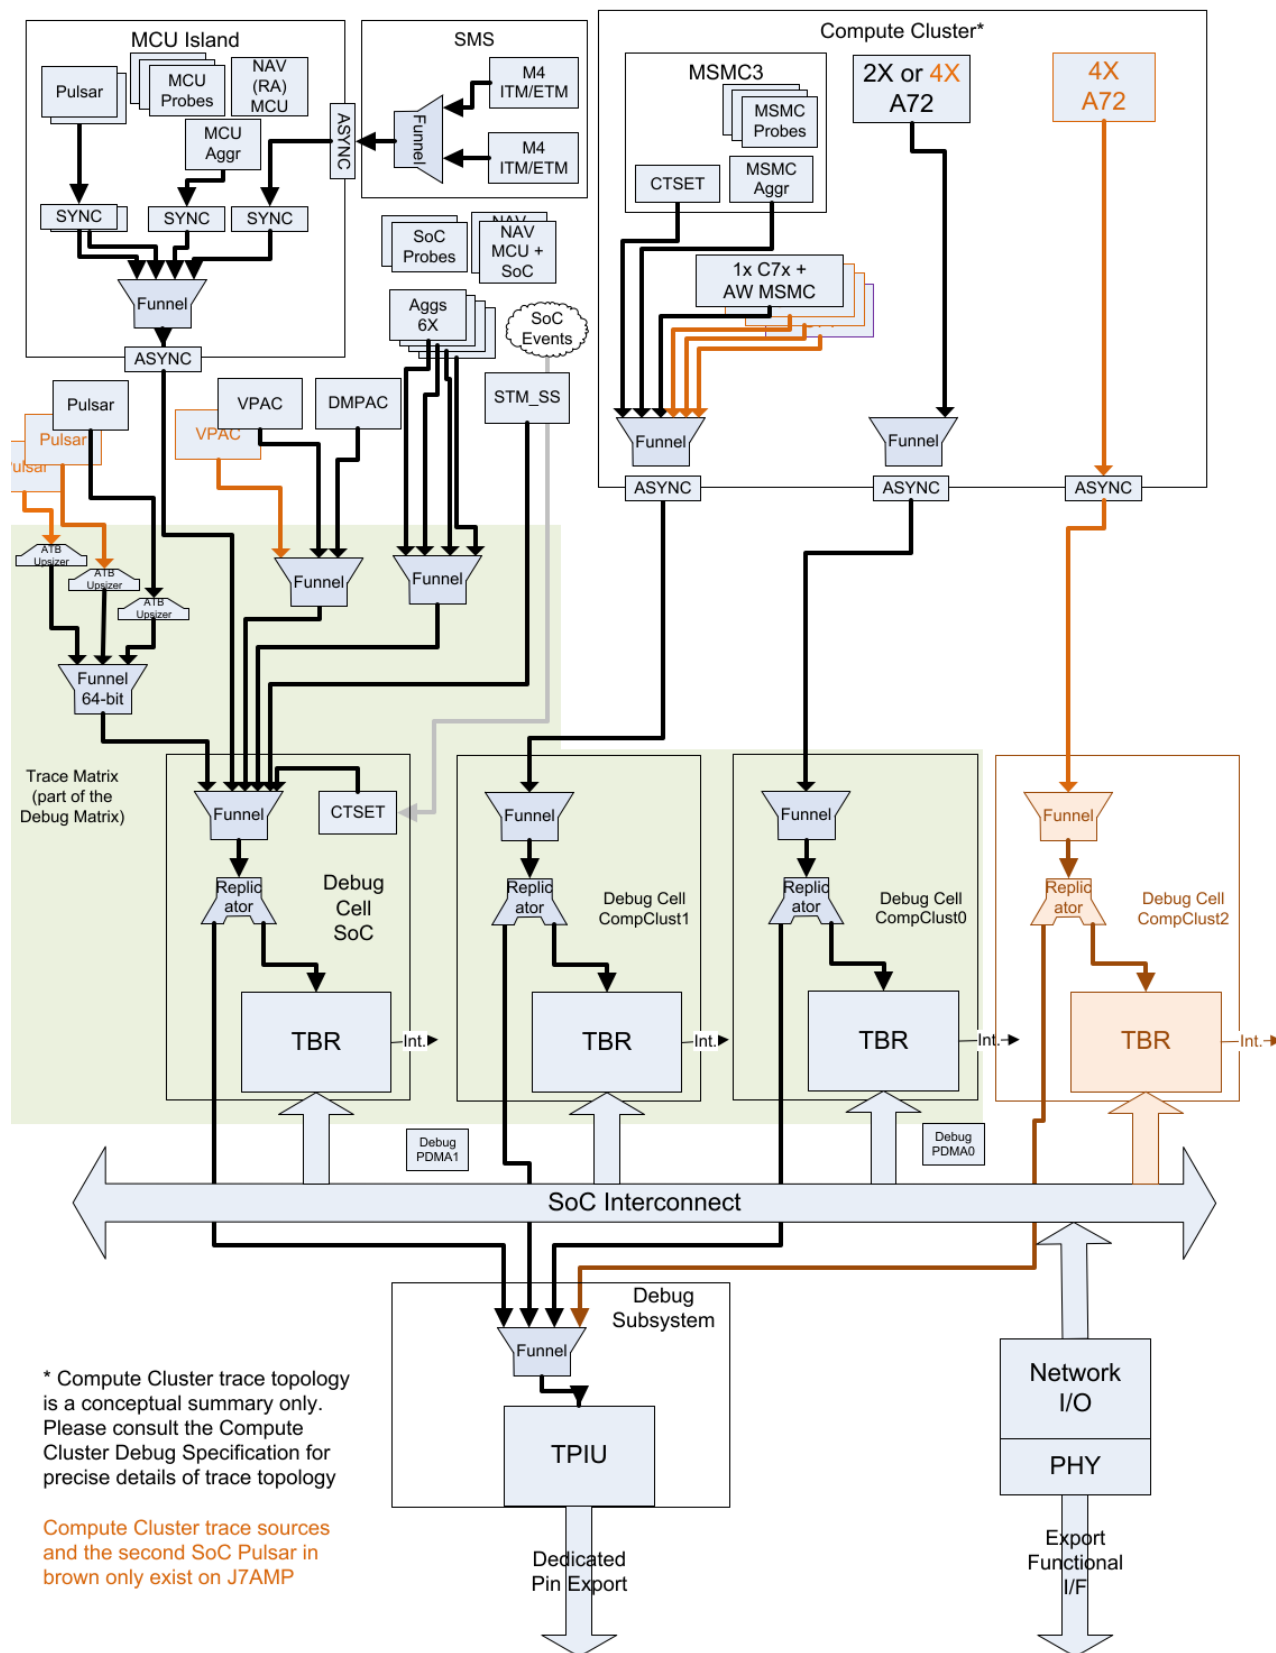 MCU Island
SMS
Compute Cluster*
Pulsar
MCU
Probes
NAV
(RA)
MCU
MCU
Aggr
ASYNC
Funnel
M4
ITM/ETM
M4
ITM/ETM
MSMC3
MSMC
Probes
CTSET
MSMC
Aggr
2X or 4X
A72
4X
A72
SYNC
SYNC
SYNC
Funnel
ASYNC
SoC
Probes
NAV
NAV
MCU +
SoC
Aggs
6X
SoC
Events
STM_SS
1x C7x +
AW MSMC
Funnel
Funnel
ASYNC
ASYNC
ASYNC
Pulsar
Pulsar
Pulsar
VPAC
VPAC
DMPAC
ATB
Upsizer
ATB
Upsizer
ATB
Upsizer
Funnel
Funnel
Funnel
64-bit
Trace Matrix
(part of the
Debug Matrix)
Funnel
CTSET
Replic
ator
Debug
Cell
SoC
TBR
Int.
Funnel
Replic
ator
Debug Cell
CompClust1
TBR
Int.
Funnel
Replic
ator
Debug Cell
CompClust0
TBR
Int.
Funnel
Replic
ator
Debug Cell
CompClust2
TBR
Int.
Debug
PDMA1
Debug
PDMA0
SoC Interconnect
Debug
Subsystem
Funnel
TPIU
Dedicated
Pin Export
Network
I/O
PHY
Export
Functional
I/F
* Compute Cluster trace topology
is a conceptual summary only.
Please consult the Compute
Cluster Debug Specification for
precise details of trace topology
Compute Cluster trace sources
and the second SoC Pulsar in
brown only exist on J7AMP